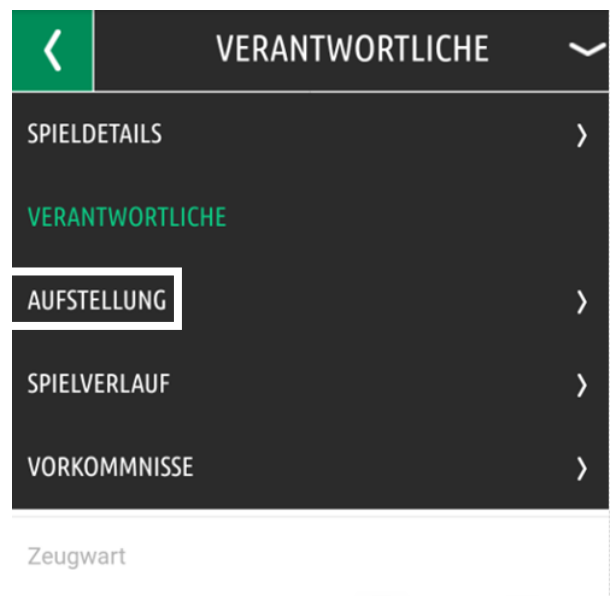 VERANTWORTLICHE
SPIELDETAILS
VERANTWORTLICHE
AUFSTELLUNG
SPIELVERLAUF
VORKOMMNISSE
Zeugwart